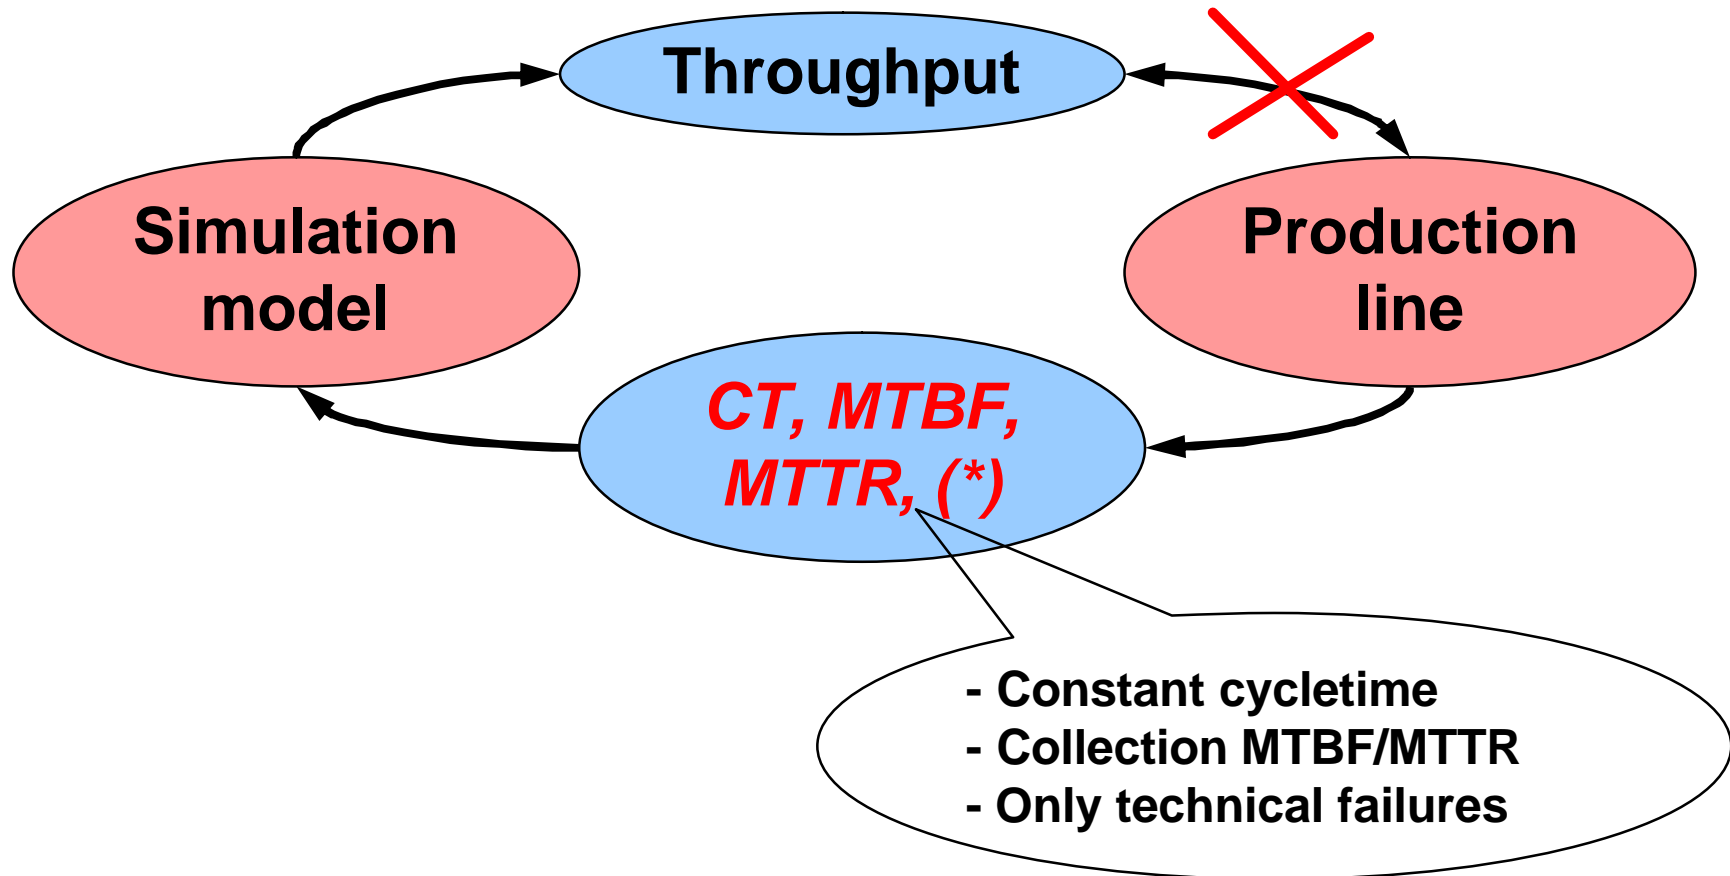 Throughput
Simulation
model
Production
line
CT, MTBF,
MTTR, (*)
- Constant cycletime
- Collection MTBF/MTTR
- Only technical failures